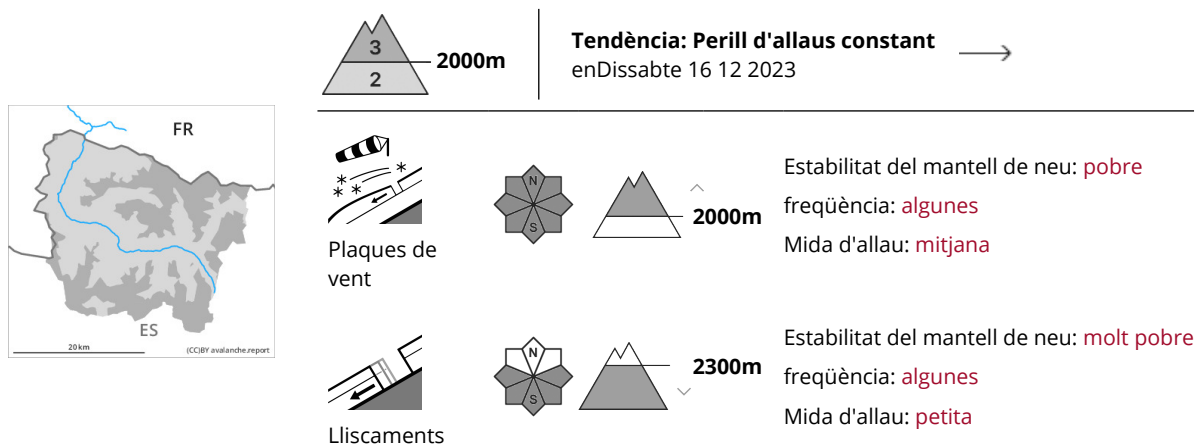 3
2
2000m
Tendència: Perill d'allaus constant
enDissabte 16 12 2023
FR
ES
20 km
(CC)BY avalanche.report
Plaques de
vent
N
S
2000m
Estabilitat del mantell de neu: pobre
freqüència: algunes
Mida d'allau: mitjana
Lliscaments
N
S
2300m
Estabilitat del mantell de neu: molt pobre
freqüència: algunes
Mida d'allau: petita